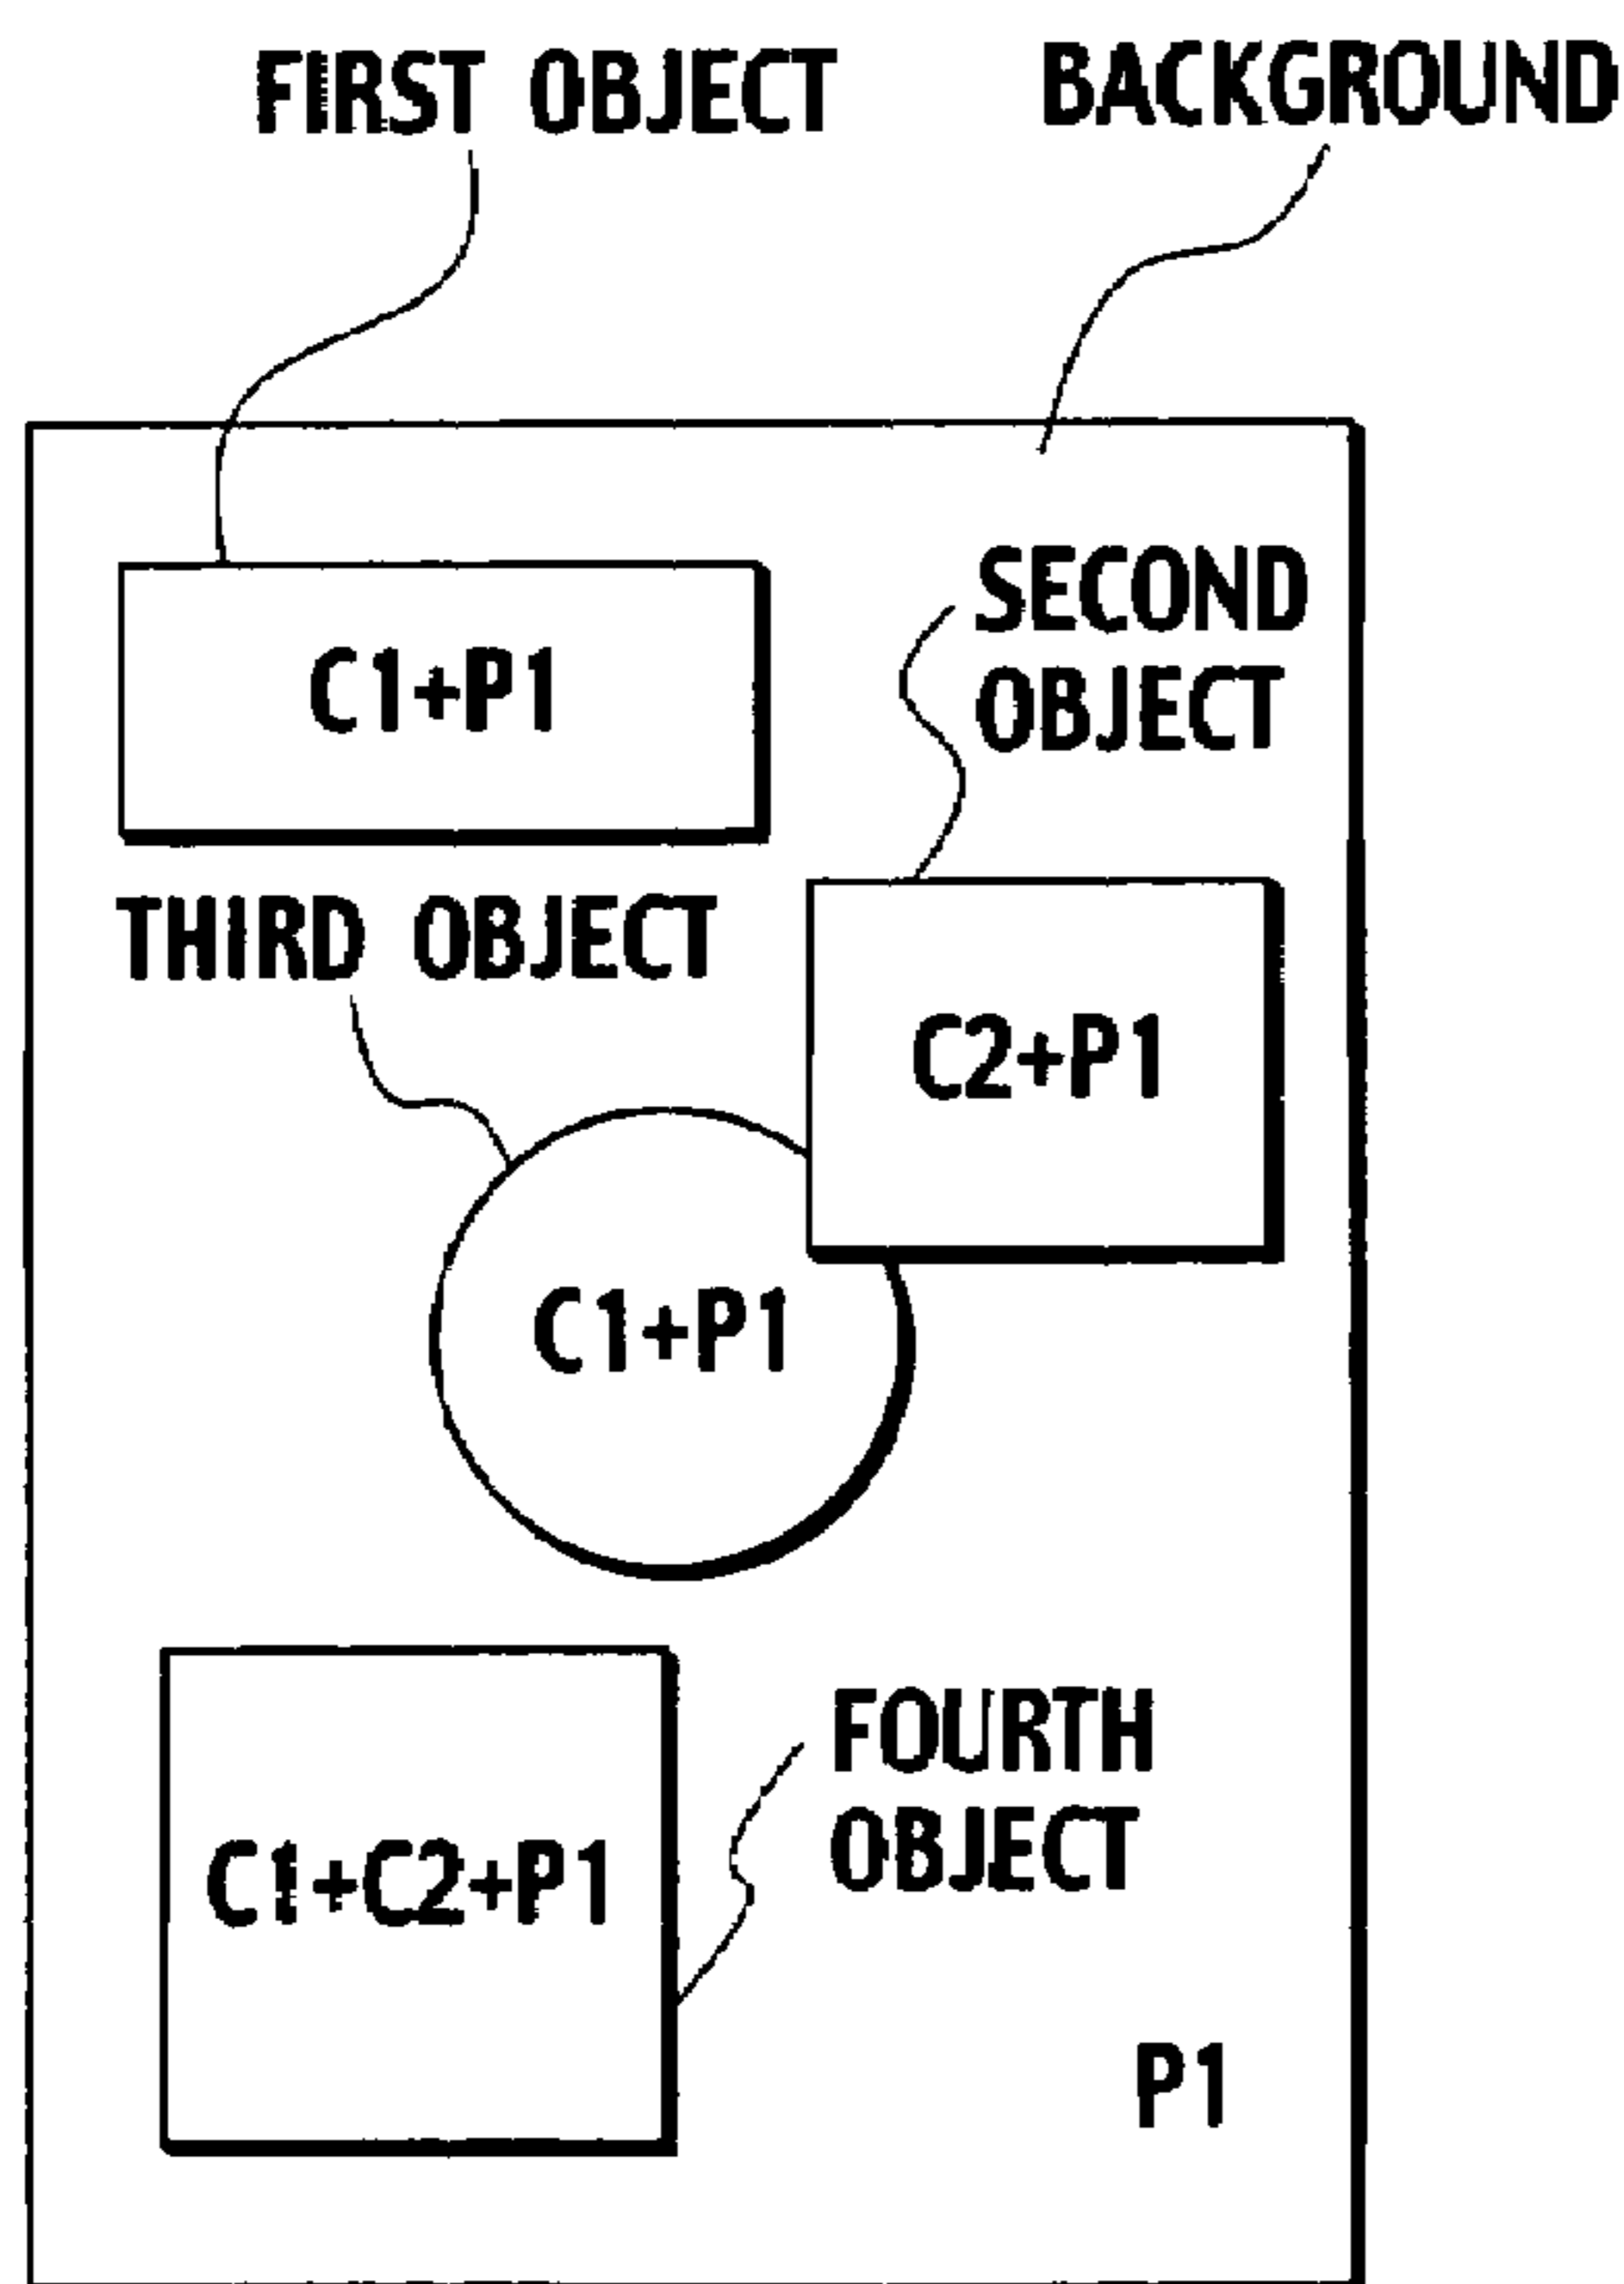 FIRST OBJECT
BACKGROUND
C1+P1
SECOND
OBJECT
THIRD OBJECT
C2+P1
C1+P1
FOURTH
OBJECT
C1+C2+P1
P1